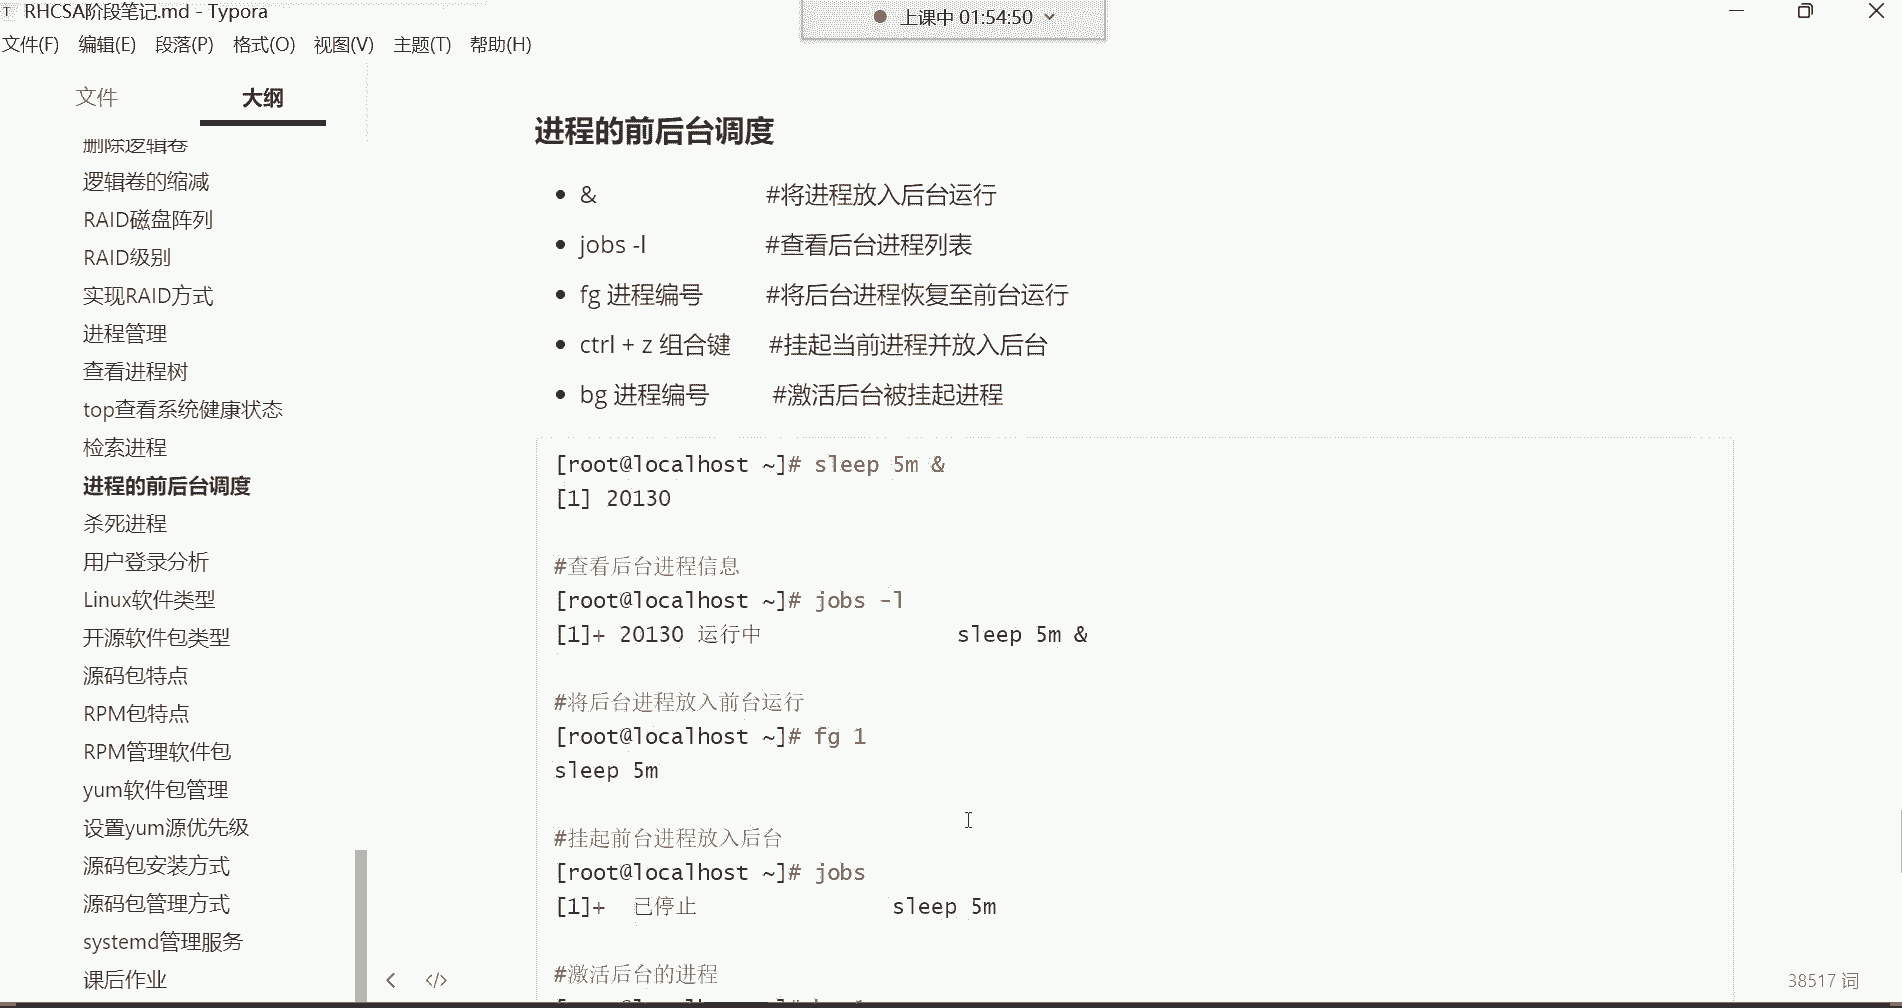 RHCSA阶段笔记.md - Typora
上课中 01:54:50
文件(F) 编辑(E) 段落(P) 格式(O) 视图(V) 主题(T) 帮助(H)
文件 大纲
删除逻辑卷
逻辑卷的缩减
RAID磁盘阵列
RAID级别
实现RAID方式
进程管理
查看进程树
top查看系统健康状态
检索进程
进程的前后台调度
杀死进程
用户登录分析
Linux软件类型
开源软件包类型
源码包特点
RPM包特点
RPM管理软件包
yum软件包管理
设置yum源优先级
源码包安装方式
源码包管理方式
systemd管理服务
课后作业
进程的前后台调度
& #将进程放入后台运行
jobs -l #查看后台进程列表
fg 进程编号 #将后台进程恢复至前台运行
ctrl + z 组合键 #挂起当前进程并放入后台
bg 进程编号 #激活后台被挂起进程
[root@localhost ~]# sleep 5m &
[1] 20130
#查看后台进程信息
[root@localhost ~]# jobs -l
[1]+ 20130 运行中 sleep 5m &
#将后台进程放入前台运行
[root@localhost ~]# fg 1
sleep 5m
#挂起前台进程放入后台
[root@localhost ~]# jobs
[1]+ 已停止 sleep 5m
#激活后台的进程
38517 词